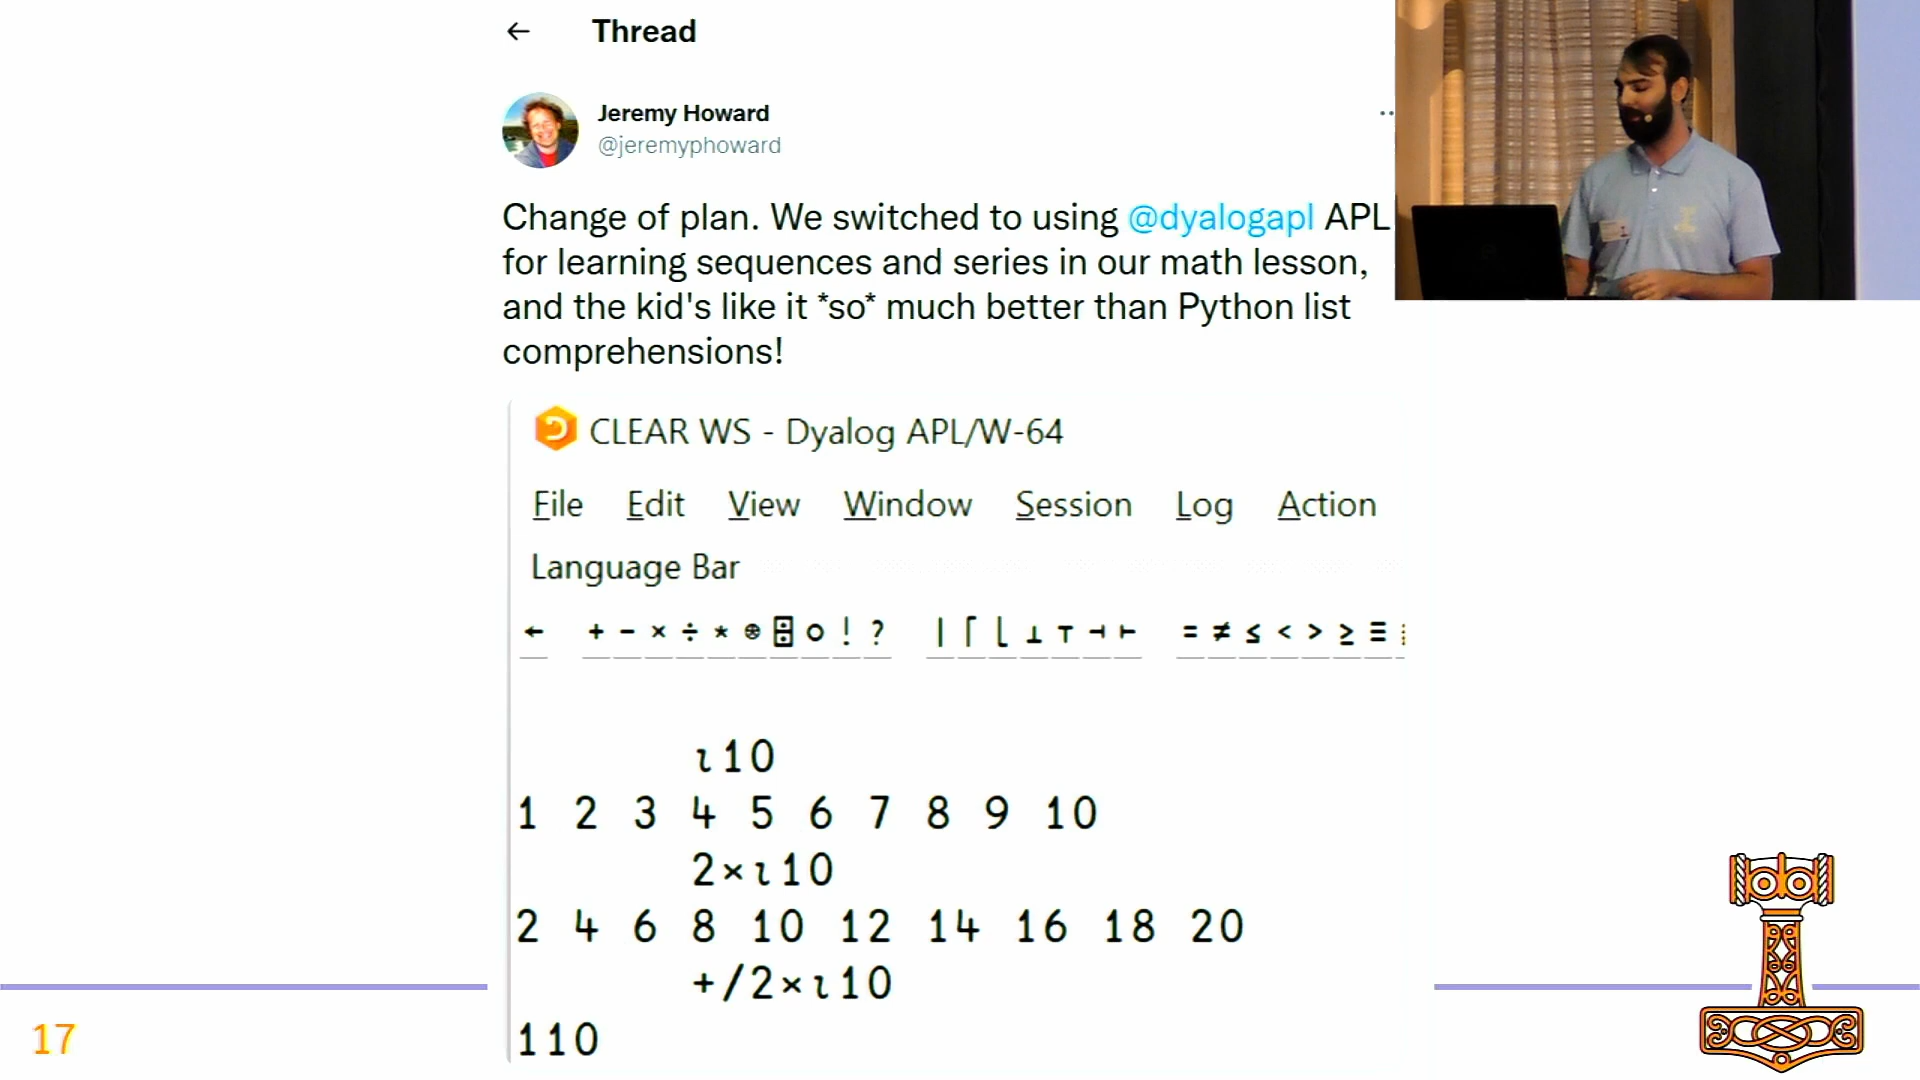 ← Thread
Jeremy Howard
@jeremyphoward
Change of plan. We switched to using @dyalogapl APL
for learning sequences and series in our math lesson,
and the kid's like it *so* much better than Python list
comprehensions!
CLEAR WS - Dyalog APL/W-64
File Edit View Window Session Log Action
Language Bar
← + - × ÷ * ⍟ ⌹ ○ ! ? | ⌈ ⌊ ⊥ ⊤ ⊣ ⊢ = ≠ ≤ < > ≥ ≡
⍳10
1 2 3 4 5 6 7 8 9 10
2×⍳10
2 4 6 8 10 12 14 16 18 20
+/2×⍳10
110
17